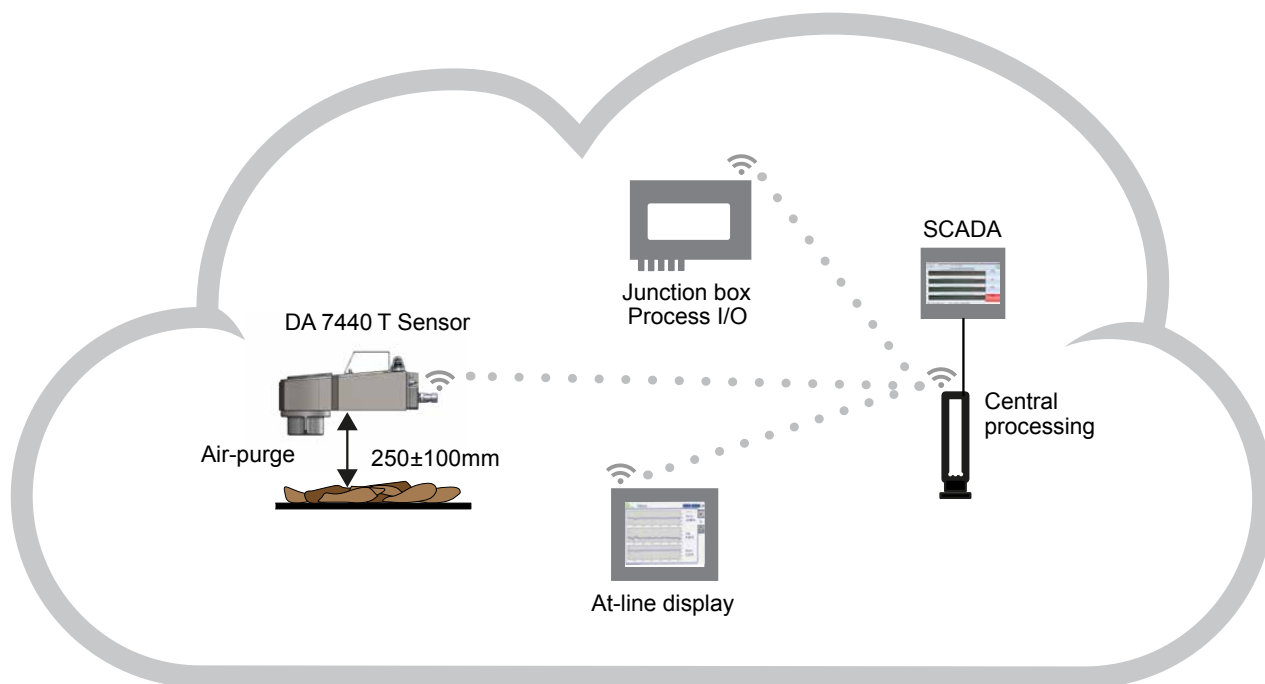 SCADA
Junction box
Process I/O
DA 7440 T Sensor
Central
processing
Air-purge
250±100mm
At-line display